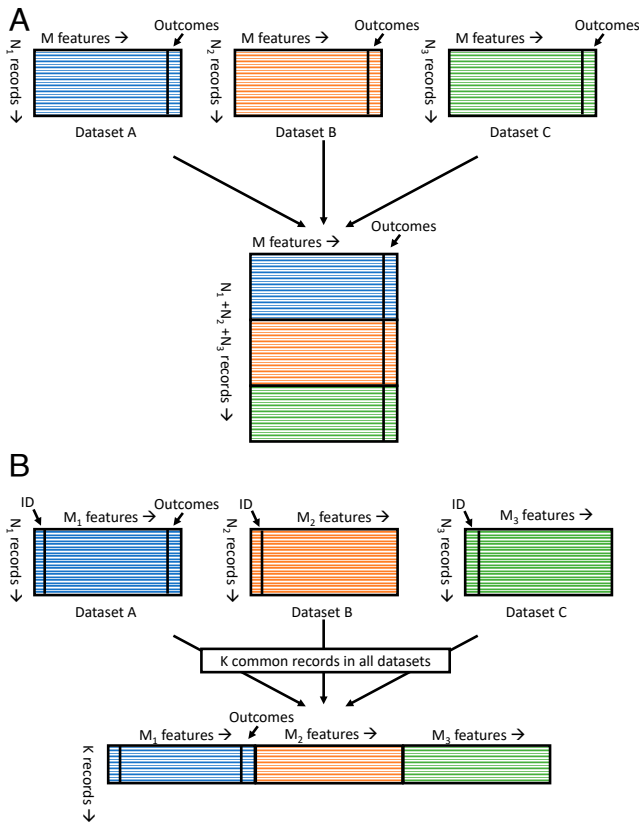 A
M features →
Outcomes
N₁ records →
Dataset A
M features →
Outcomes
N₂ records →
Dataset B
M features →
Outcomes
N₃ records →
Dataset C
M features →
Outcomes
N₁ +N₂ +N₃ records →
B
ID
M₁ features →
Outcomes
N₁ records →
Dataset A
ID
M₂ features →
N₂ records →
Dataset B
ID
M₃ features →
N₃ records →
Dataset C
K common records in all datasets
M₁ features →
Outcomes
M₂ features →
M₃ features →
K records →